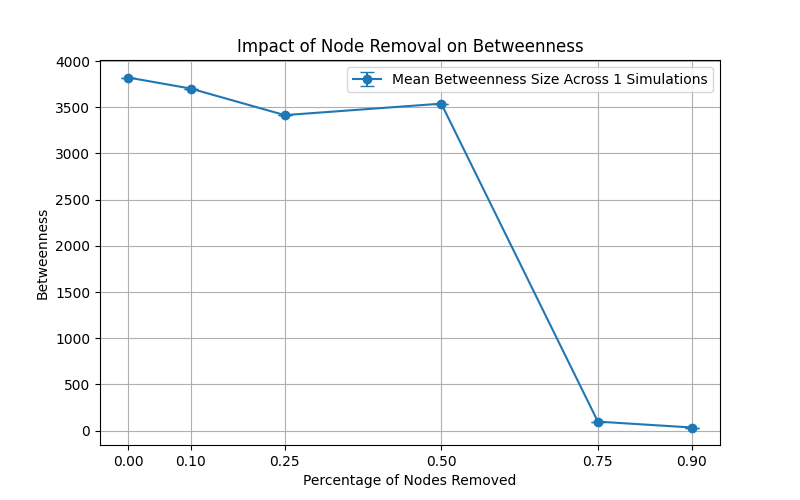 Impact of Node Removal on Betweenness
Mean Betweenness Size Across 1 Simulations
Betweenness
4000
3500
3000
2500
2000
1500
1000
500
0
0.00 0.10 0.25 0.50 0.75 0.90
Percentage of Nodes Removed